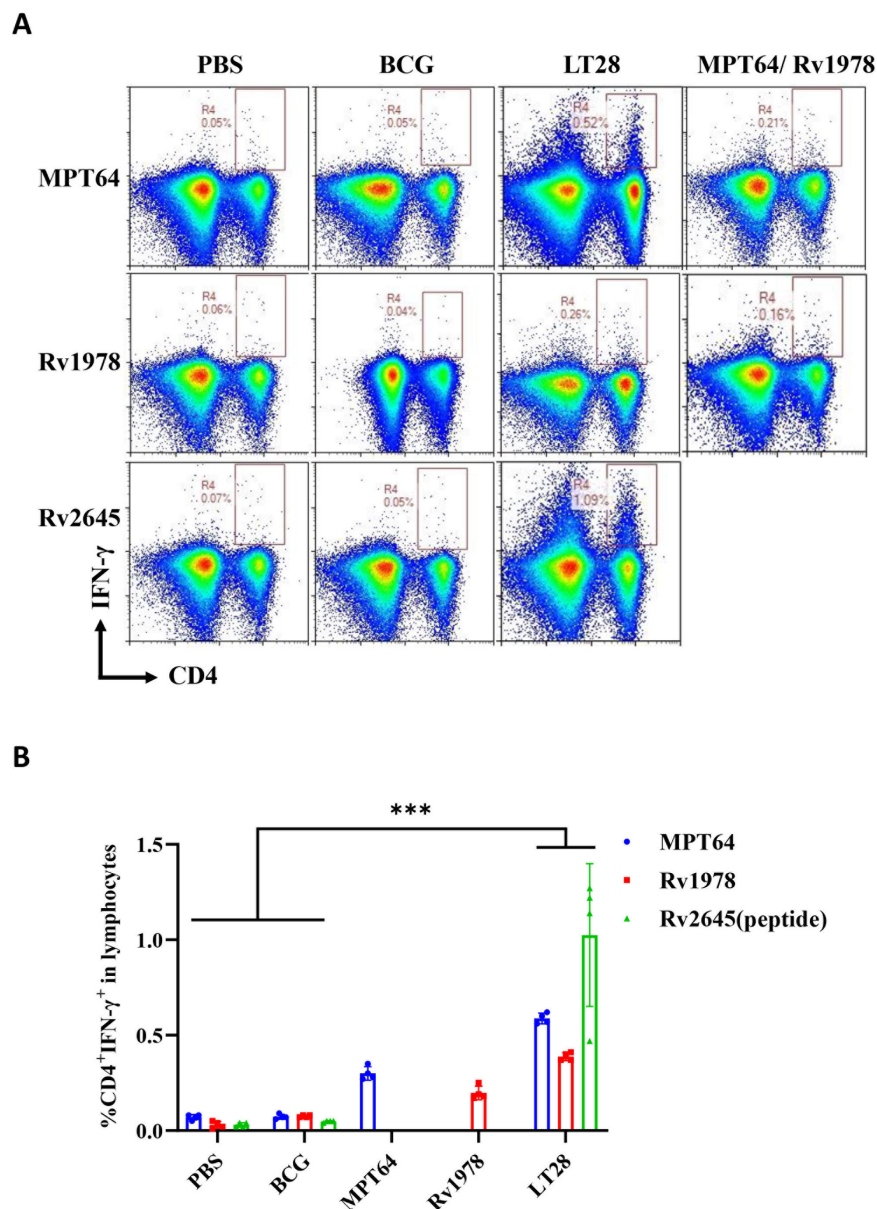 A
PBS BCG LT28 MPT64/ Rv1978
MPT64
R4
0.05%
R4
0.05%
R4
0.52%
R4
0.21%
Rv1978
R4
0.06%
R4
0.04%
R4
0.26%
R4
0.16%
Rv2645
R4
0.07%
R4
0.05%
R4
1.09%
IFN-γ
CD4
B
***
MPT64
Rv1978
Rv2645(peptide)
%CD4+IFN-γ+ in lymphocytes
1.5
1.0
0.5
0.0
PBS
BCG
MPT64
Rv1978
LT28